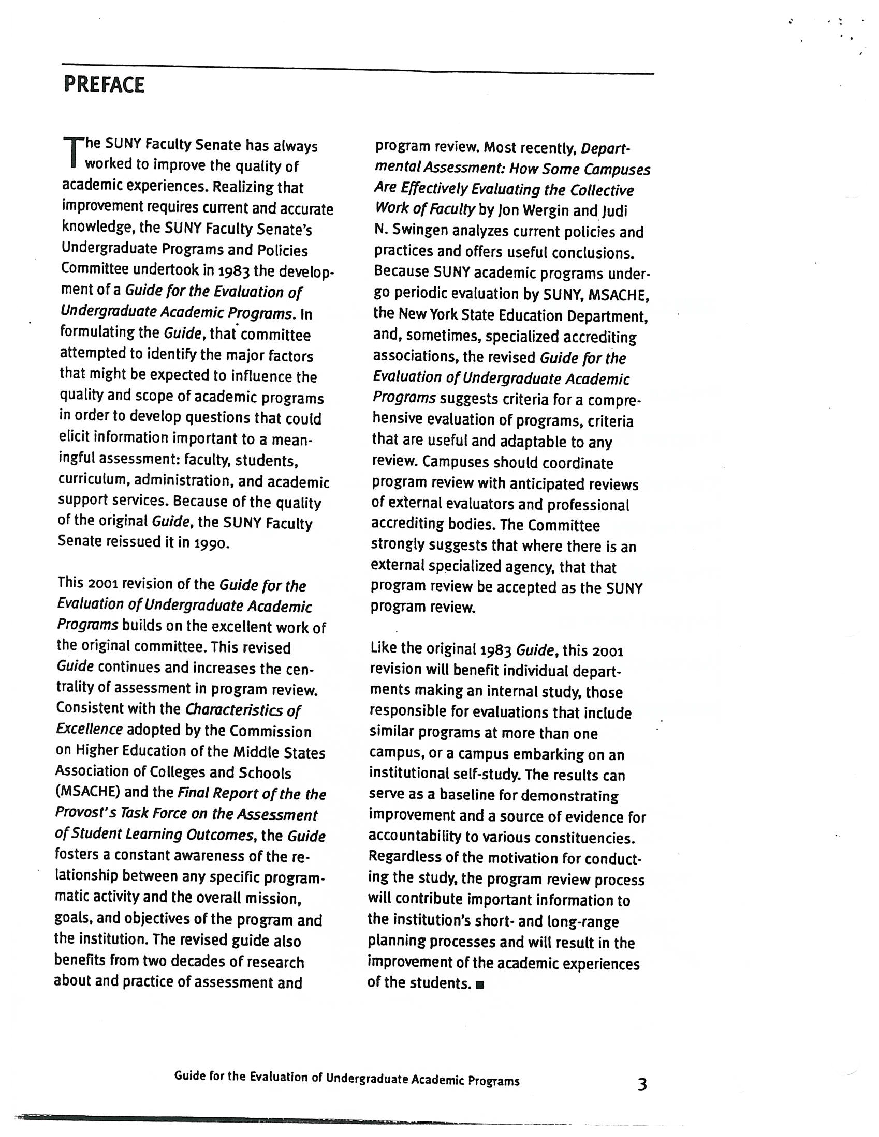 PREFACE
The SUNY Faculty Senate has always
worked to improve the quality of
academic experiences. Realizing that
improvement requires current and accurate
knowledge, the SUNY Faculty Senate's
Undergraduate Programs and Policies
Committee undertook in 1983 the develop-
ment of a Guide for the Evaluation of
Undergraduate Academic Programs. In
formulating the Guide, that committee
attempted to identify the major factors
that might be expected to influence the
quality and scope of academic programs
in order to develop questions that could
elicit information important to a mean-
ingful assessment: faculty, students,
curriculum, administration, and academic
support services. Because of the quality
of the original Guide, the SUNY Faculty
Senate reissued it in 1990.
This 2001 revision of the Guide for the
Evaluation of Undergraduate Academic
Programs builds on the excellent work of
the original committee. This revised
Guide continues and increases the cen-
trality of assessment in program review.
Consistent with the Characteristics of
Excellence adopted by the Commission
on Higher Education of the Middle States
Association of Colleges and Schools
(MSACHE) and the Final Report of the the
Provost's Task Force on the Assessment
of Student Learning Outcomes, the Guide
fosters a constant awareness of the re-
lationship between any specific program-
matic activity and the overall mission,
goals, and objectives of the program and
the institution. The revised guide also
benefits from two decades of research
about and practice of assessment and
program review. Most recently, Depart-
mental Assessment: How Some Campuses
Are Effectively Evaluating the Collective
Work of Faculty by Jon Wergin and Judi
N. Swingen analyzes current policies and
practices and offers useful conclusions.
Because SUNY academic programs under-
go periodic evaluation by SUNY, MSACHE,
the New York State Education Department,
and, sometimes, specialized accrediting
associations, the revised Guide for the
Evaluation of Undergraduate Academic
Programs suggests criteria for a compre-
hensive evaluation of programs, criteria
that are useful and adaptable to any
review. Campuses should coordinate
program review with anticipated reviews
of external evaluators and professional
accrediting bodies. The Committee
strongly suggests that where there is an
external specialized agency, that that
program review be accepted as the SUNY
program review.
Like the original 1983 Guide, this 2001
revision will benefit individual depart-
ments making an internal study, those
responsible for evaluations that include
similar programs at more than one
campus, or a campus embarking on an
institutional self-study. The results can
serve as a baseline for demonstrating
improvement and a source of evidence for
accountability to various constituencies.
Regardless of the motivation for conduct-
ing the study, the program review process
will contribute important information to
the institution's short- and long-range
planning processes and will result in the
improvement of the academic experiences
of the students. ■
Guide for the Evaluation of Undergraduate Academic Programs 3